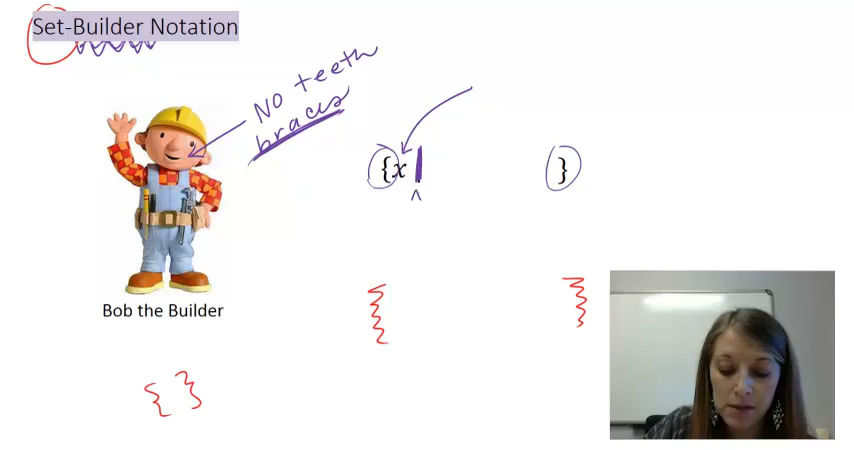 Set-Builder Notation
No teeth
braces
{x|
}
Bob the Builder
{
}
{ }